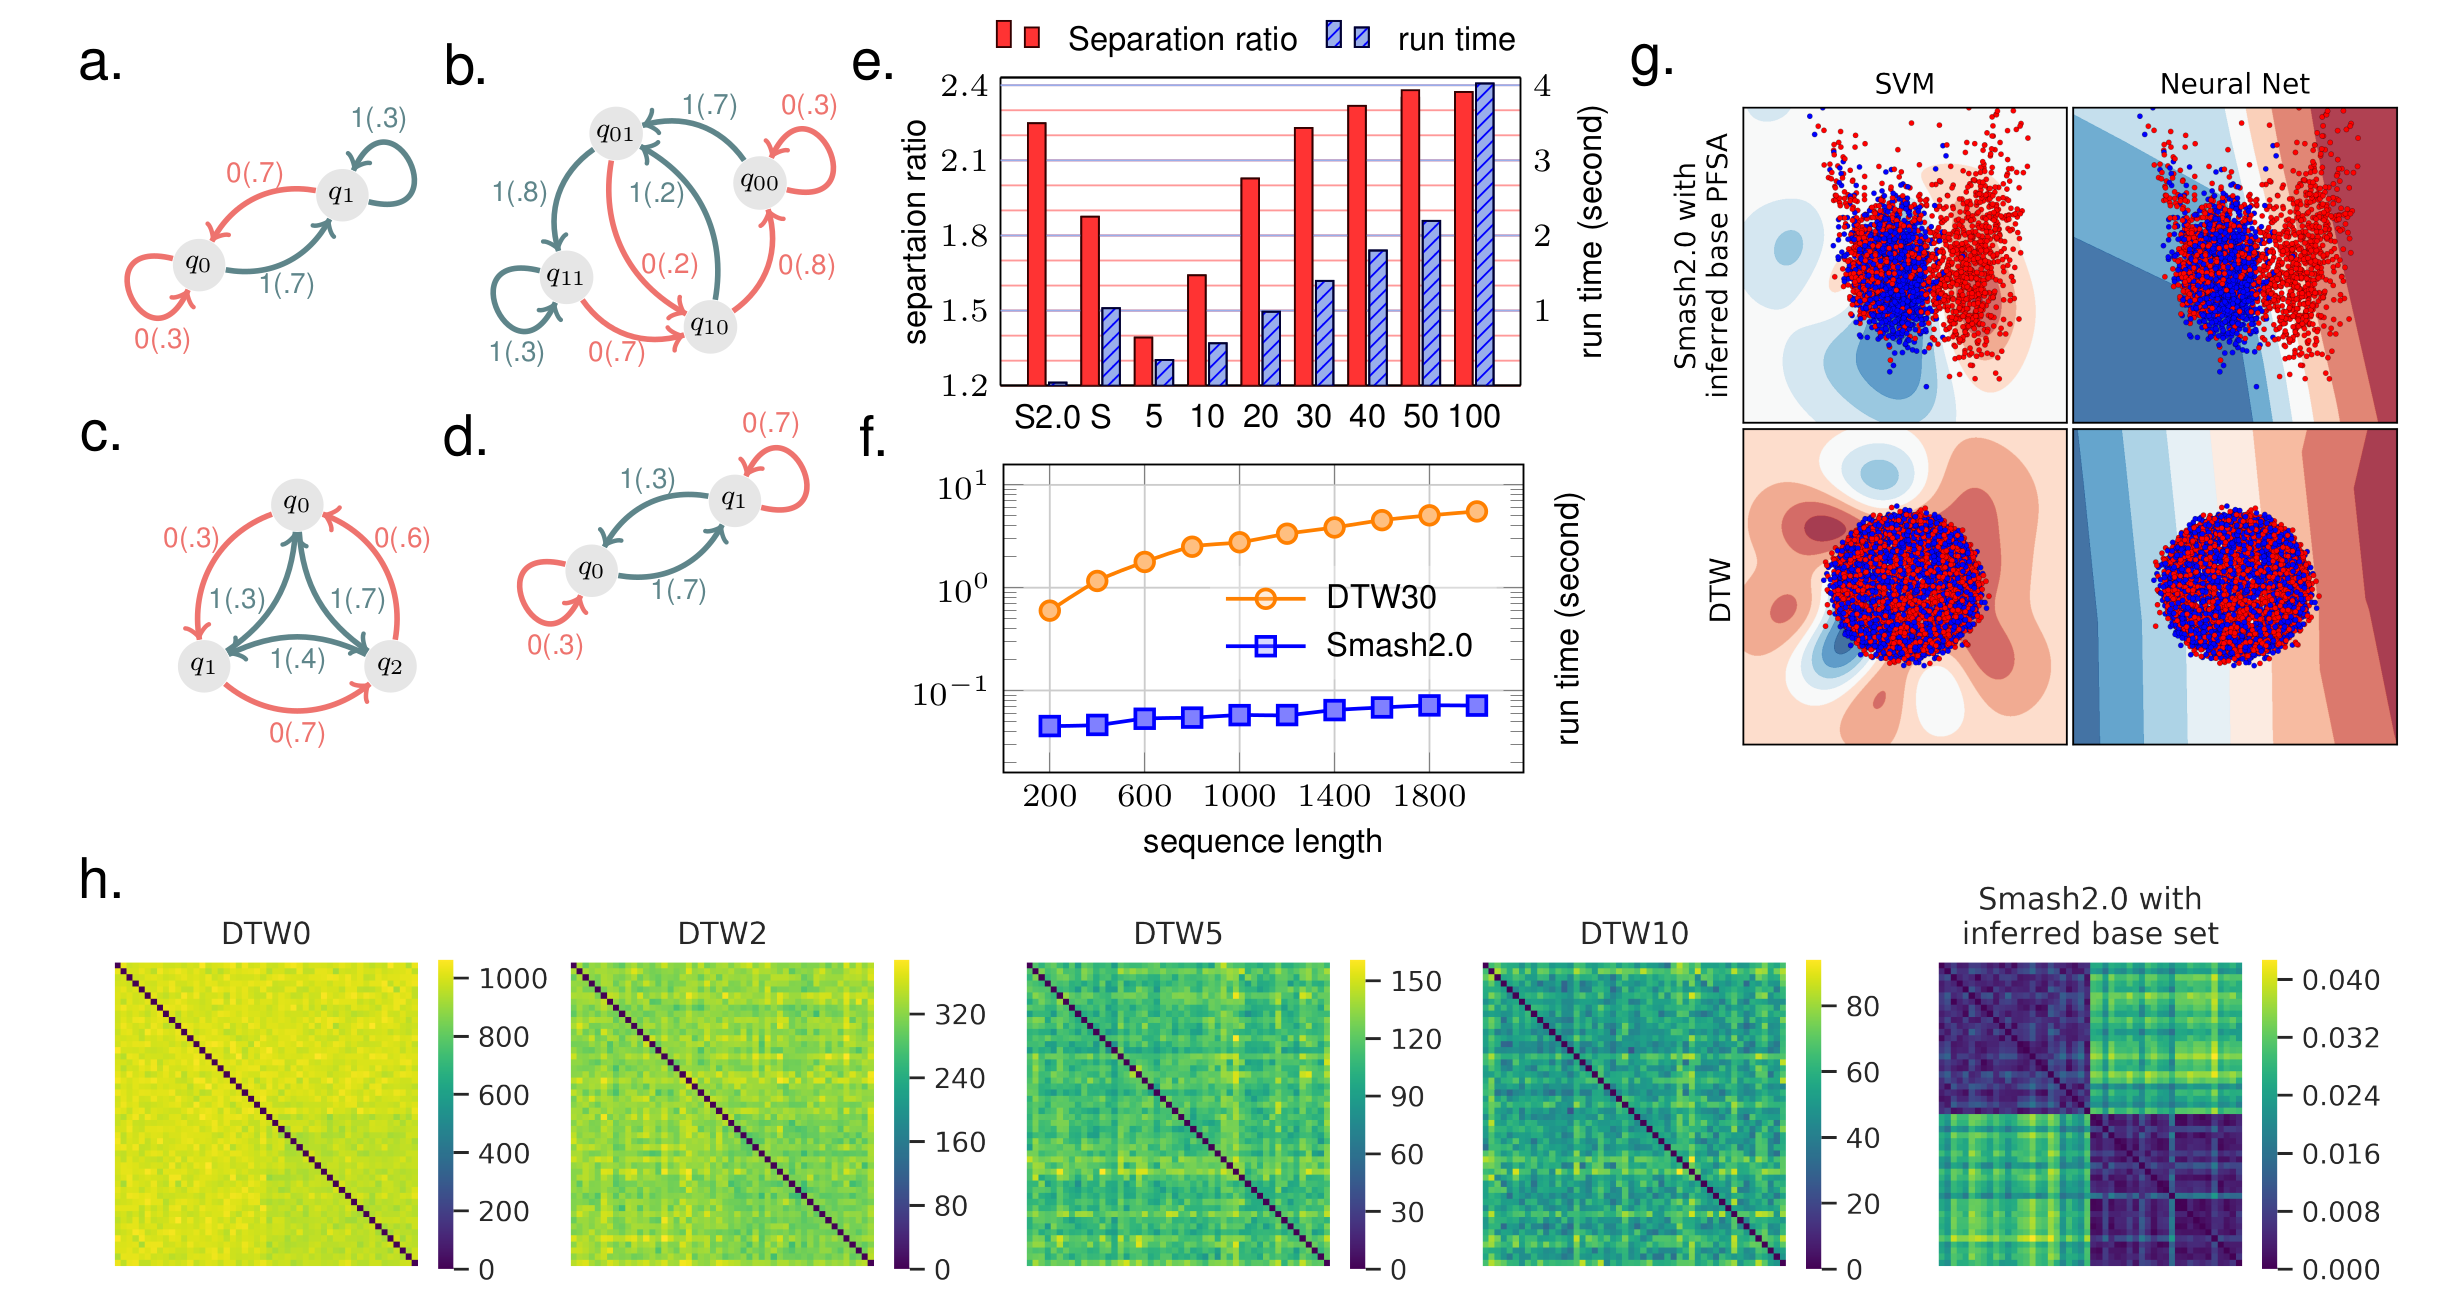 a.
1(.3)
0(.7)
q1
q0
1(.7)
0(.3)
b.
1(.7)
0(.3)
q01
q00
1(.8)
1(.2)
q11
0(.2)
0(.8)
q10
1(.3)
0(.7)
c.
q0
0(.3)
0(.6)
1(.3)
1(.7)
q1
1(.4)
q2
0(.7)
d.
0(.7)
1(.3)
q1
q0
1(.7)
0(.3)
e.
Separation ratio
run time
separtaion ratio
2.4
2.1
1.8
1.5
1.2
4
3
2
1
run time (second)
S2.0 S 5 10 20 30 40 50 100
f.
10^1
10^0
10^−1
DTW30
Smash2.0
run time (second)
200 600 1000 1400 1800
sequence length
g.
SVM
Neural Net
Smash2.0 with
inferred base PFSA
DTW
h.
DTW0
1000
800
600
400
200
0
DTW2
320
240
160
80
0
DTW5
150
120
90
60
30
0
DTW10
80
60
40
20
0
Smash2.0 with
inferred base set
0.040
0.032
0.024
0.016
0.008
0.000